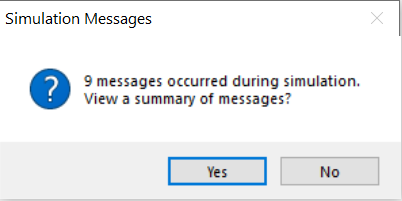 Simulation Messages
9 messages occurred during simulation.
View a summary of messages?
Yes
No